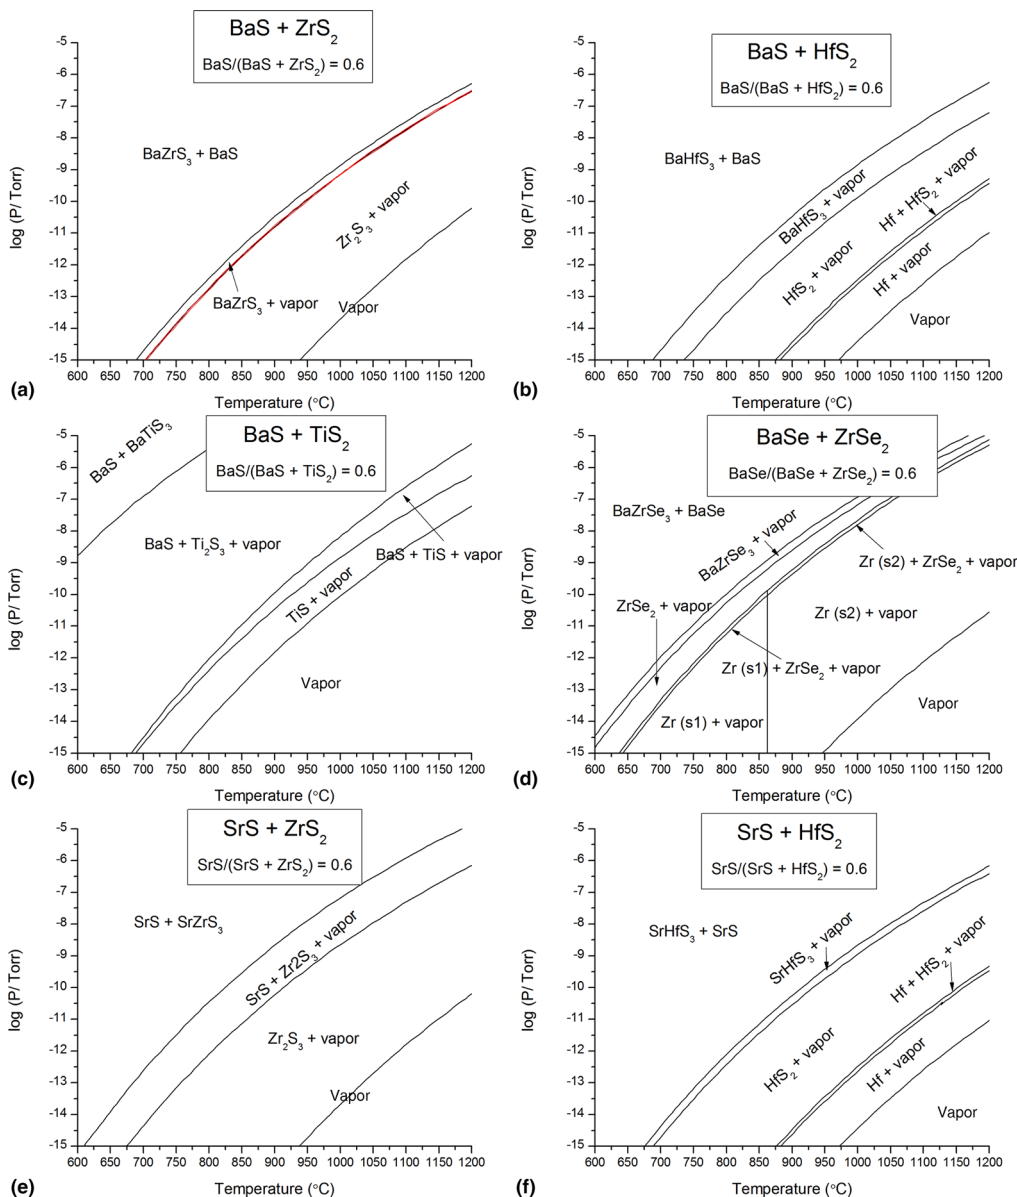 BaS + ZrS2
BaS/(BaS + ZrS2) = 0.6
-5
-6
-7
-8
-9
-10
-11
-12
-13
-14
-15
log (P/ Torr)
BaZrS3 + BaS
Zr2S3 + vapor
BaZrS3 + vapor
Vapor
600 650 700 750 800 850 900 950 1000 1050 1100 1150 1200
Temperature (°C)
(a)
BaS + HfS2
BaS/(BaS + HfS2) = 0.6
-5
-6
-7
-8
-9
-10
-11
-12
-13
-14
-15
log (P/ Torr)
BaHfS3 + BaS
BaHfS3 + vapor
Hf + HfS2 + vapor
HfS2 + vapor
Hf + vapor
Vapor
600 650 700 750 800 850 900 950 1000 1050 1100 1150 1200
Temperature (°C)
(b)
BaS + TiS2
BaS/(BaS + TiS2) = 0.6
-5
-6
-7
-8
-9
-10
-11
-12
-13
-14
-15
log (P/ Torr)
BaS + BaTiS3
BaS + Ti2S3 + vapor
BaS + TiS + vapor
TiS + vapor
Vapor
600 650 700 750 800 850 900 950 1000 1050 1100 1150 1200
Temperature (°C)
(c)
BaSe + ZrSe2
BaSe/(BaSe + ZrSe2) = 0.6
-5
-6
-7
-8
-9
-10
-11
-12
-13
-14
-15
log (P/ Torr)
BaZrSe3 + BaSe
BaZrSe3 + vapor
Zr (s2) + ZrSe2 + vapor
ZrSe2 + vapor
Zr (s2) + vapor
Zr (s1) + ZrSe2 + vapor
Zr (s1) + vapor
Vapor
600 650 700 750 800 850 900 950 1000 1050 1100 1150 1200
Temperature (°C)
(d)
SrS + ZrS2
SrS/(SrS + ZrS2) = 0.6
-5
-6
-7
-8
-9
-10
-11
-12
-13
-14
-15
log (P/ Torr)
SrS + SrZrS3
SrS + Zr2S3 + vapor
Zr2S3 + vapor
Vapor
600 650 700 750 800 850 900 950 1000 1050 1100 1150 1200
Temperature (°C)
(e)
SrS + HfS2
SrS/(SrS + HfS2) = 0.6
-5
-6
-7
-8
-9
-10
-11
-12
-13
-14
-15
log (P/ Torr)
SrHfS3 + SrS
SrHfS3 + vapor
Hf + HfS2 + vapor
HfS2 + vapor
Hf + vapor
Vapor
600 650 700 750 800 850 900 950 1000 1050 1100 1150 1200
Temperature (°C)
(f)